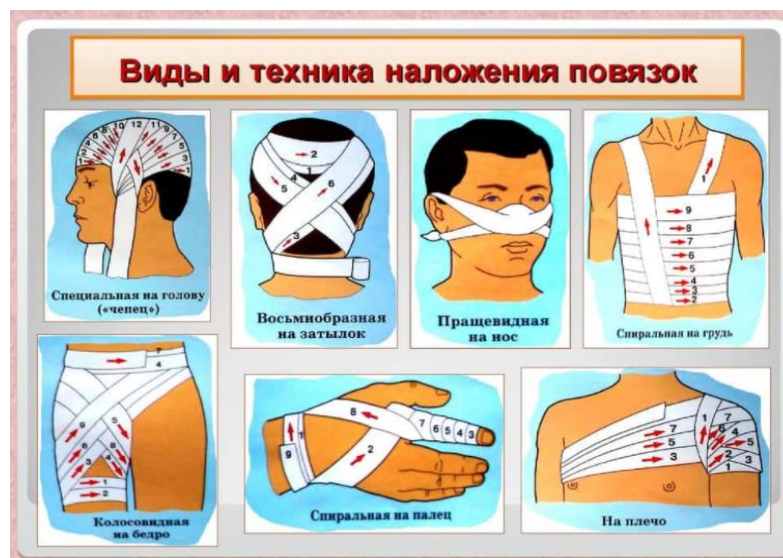 Виды и техника наложения повязок
Специальная на голову
(«чепец»)
Восьмиобразная
на затылок
Пращевидная
на нос
Спиральная на грудь
Колосовидная
на бедро
Спиральная на палец
На плечо